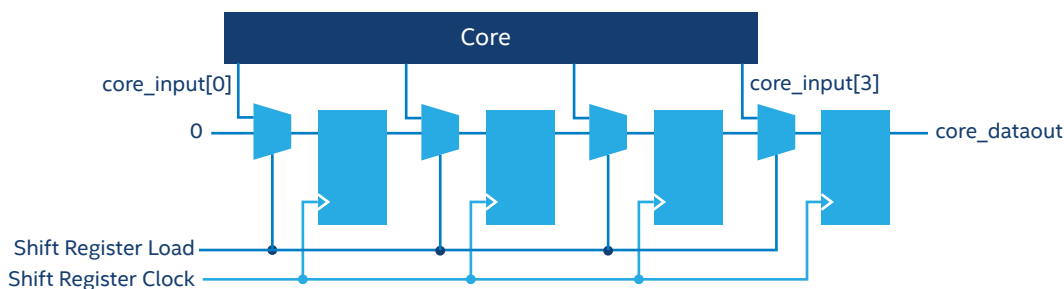 Core
core_input[0]
core_input[3]
0
core_dataout
Shift Register Load
Shift Register Clock